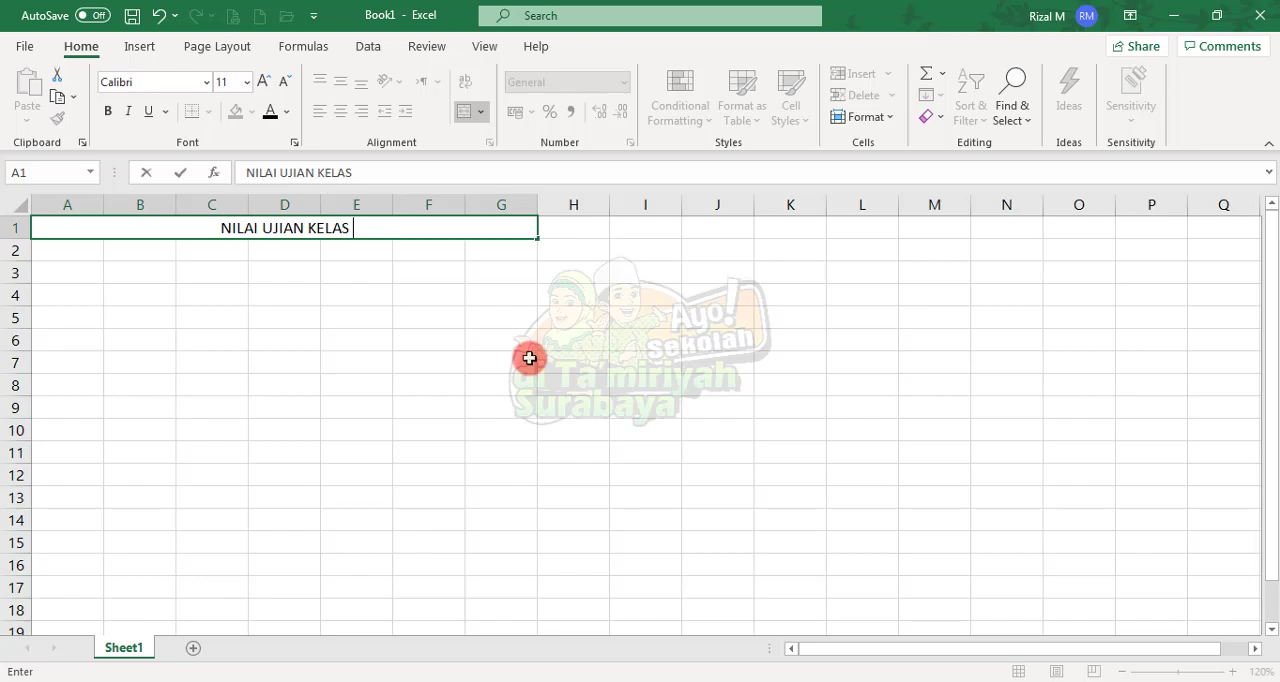 AutoSave Off Book1 - Excel Search Rizal M RM
File Home Insert Page Layout Formulas Data Review View Help Share Comments
Paste Calibri 11 General Conditional Formatting Format as Table Cell Styles Insert Delete Format Sort & Filter Find & Select Ideas Sensitivity
Clipboard Font Alignment Number Styles Cells Editing Ideas Sensitivity
A1 fx NILAI UJIAN KELAS
A B C D E F G H I J K L M N O P Q
1 NILAI UJIAN KELAS
2
3
4
5
6
7
8
9
10
11
12
13
14
15
16
17
18
19
Ayo!
Sekolah
di Ta'miriyah
Surabaya
Sheet1
Enter 120%